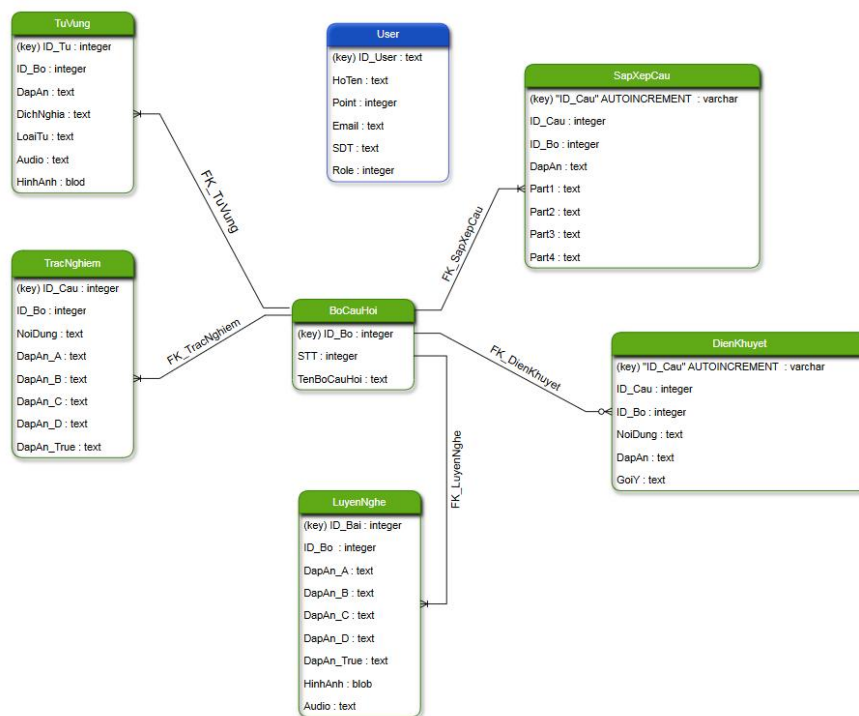 TuVung
(key) ID_Tu : integer
ID_Bo : integer
DapAn : text
DichNghia : text
LoaiTu : text
Audio : text
HinhAnh : blod
User
(key) ID_User : text
HoTen : text
Point : integer
Email : text
SDT : text
Role : integer
SapXepCau
(key) "ID_Cau" AUTOINCREMENT : varchar
ID_Cau : integer
ID_Bo : integer
DapAn : text
Part1 : text
Part2 : text
Part3 : text
Part4 : text
FK_TuVung
FK_SapXepCau
TracNghiem
(key) ID_Cau : integer
ID_Bo : integer
NoiDung : text
DapAn_A : text
DapAn_B : text
DapAn_C : text
DapAn_D : text
DapAn_True : text
FK_TracNghiem
BoCauHoi
(key) ID_Bo : integer
STT : integer
TenBoCauHoi : text
FK_DienKhuyet
DienKhuyet
(key) "ID_Cau" AUTOINCREMENT : varchar
ID_Cau : integer
ID_Bo : integer
NoiDung : text
DapAn : text
GoiY : text
FK_LuyenNghe
LuyenNghe
(key) ID_Bai : integer
ID_Bo : integer
DapAn_A : text
DapAn_B : text
DapAn_C : text
DapAn_D : text
DapAn_True : text
HinhAnh : blob
Audio : text